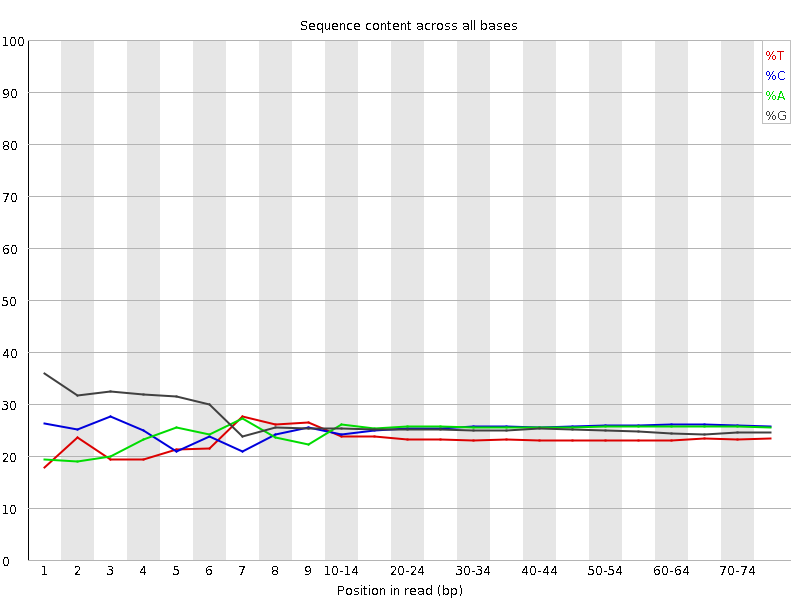 Sequence content across all bases
100
90
80
70
60
50
40
30
20
10
0
%T
%C
%A
%G
1 2 3 4 5 6 7 8 9 10-14 20-24 30-34 40-44 50-54 60-64 70-74
Position in read (bp)